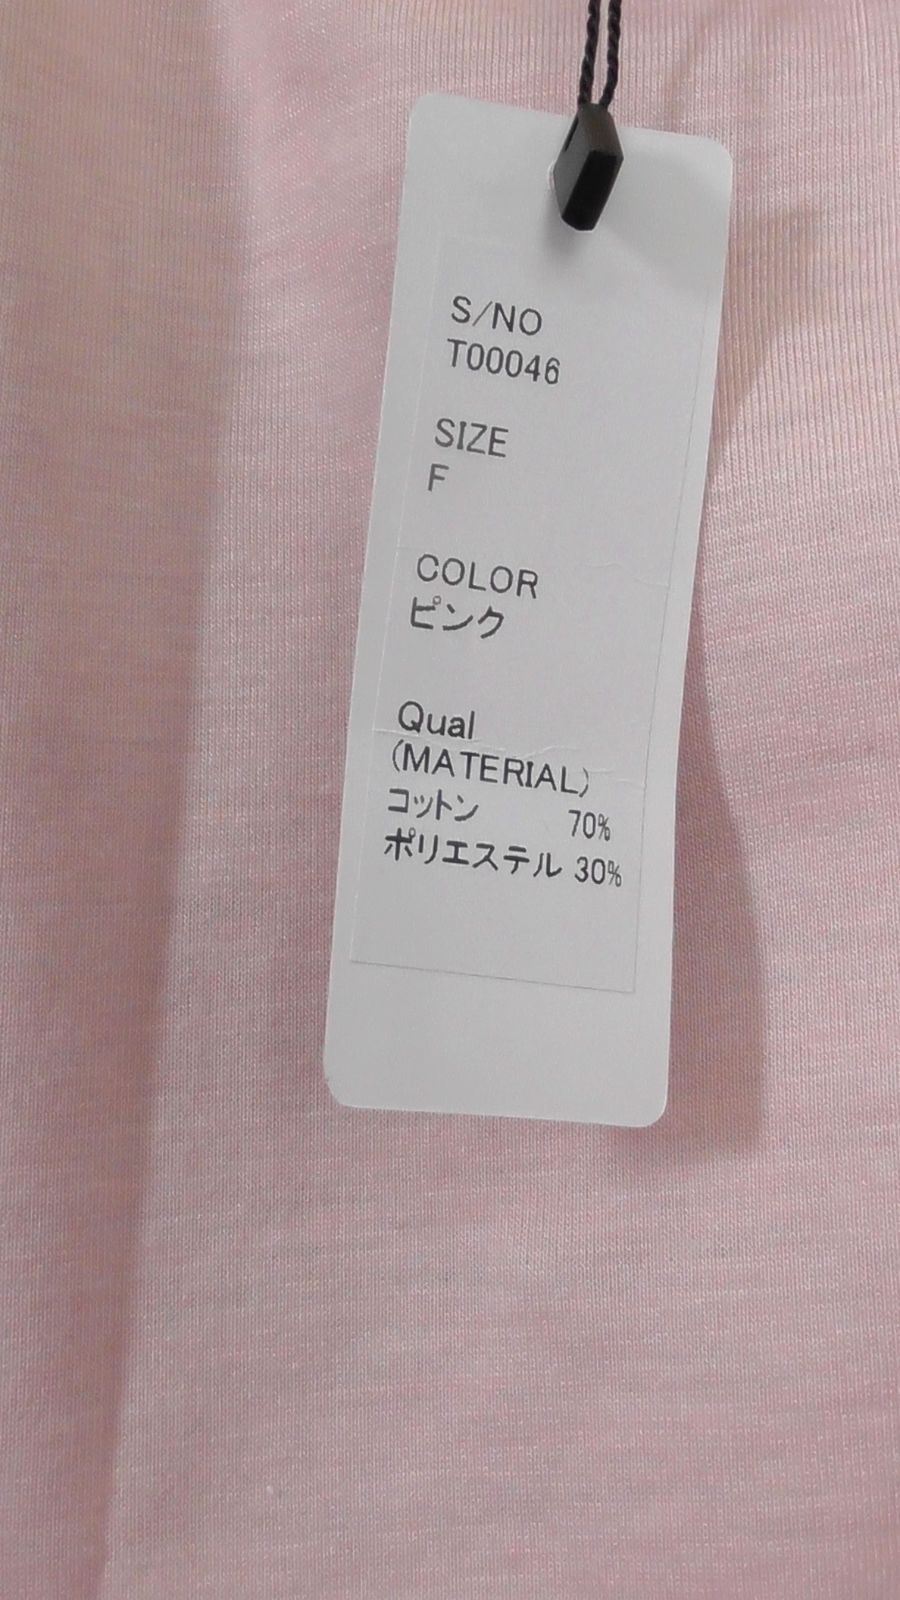 S/NO
T00046
SIZE
F
COLOR
ピンク
Qual
(MATERIAL)
コットン 70%
ポリエステル 30%